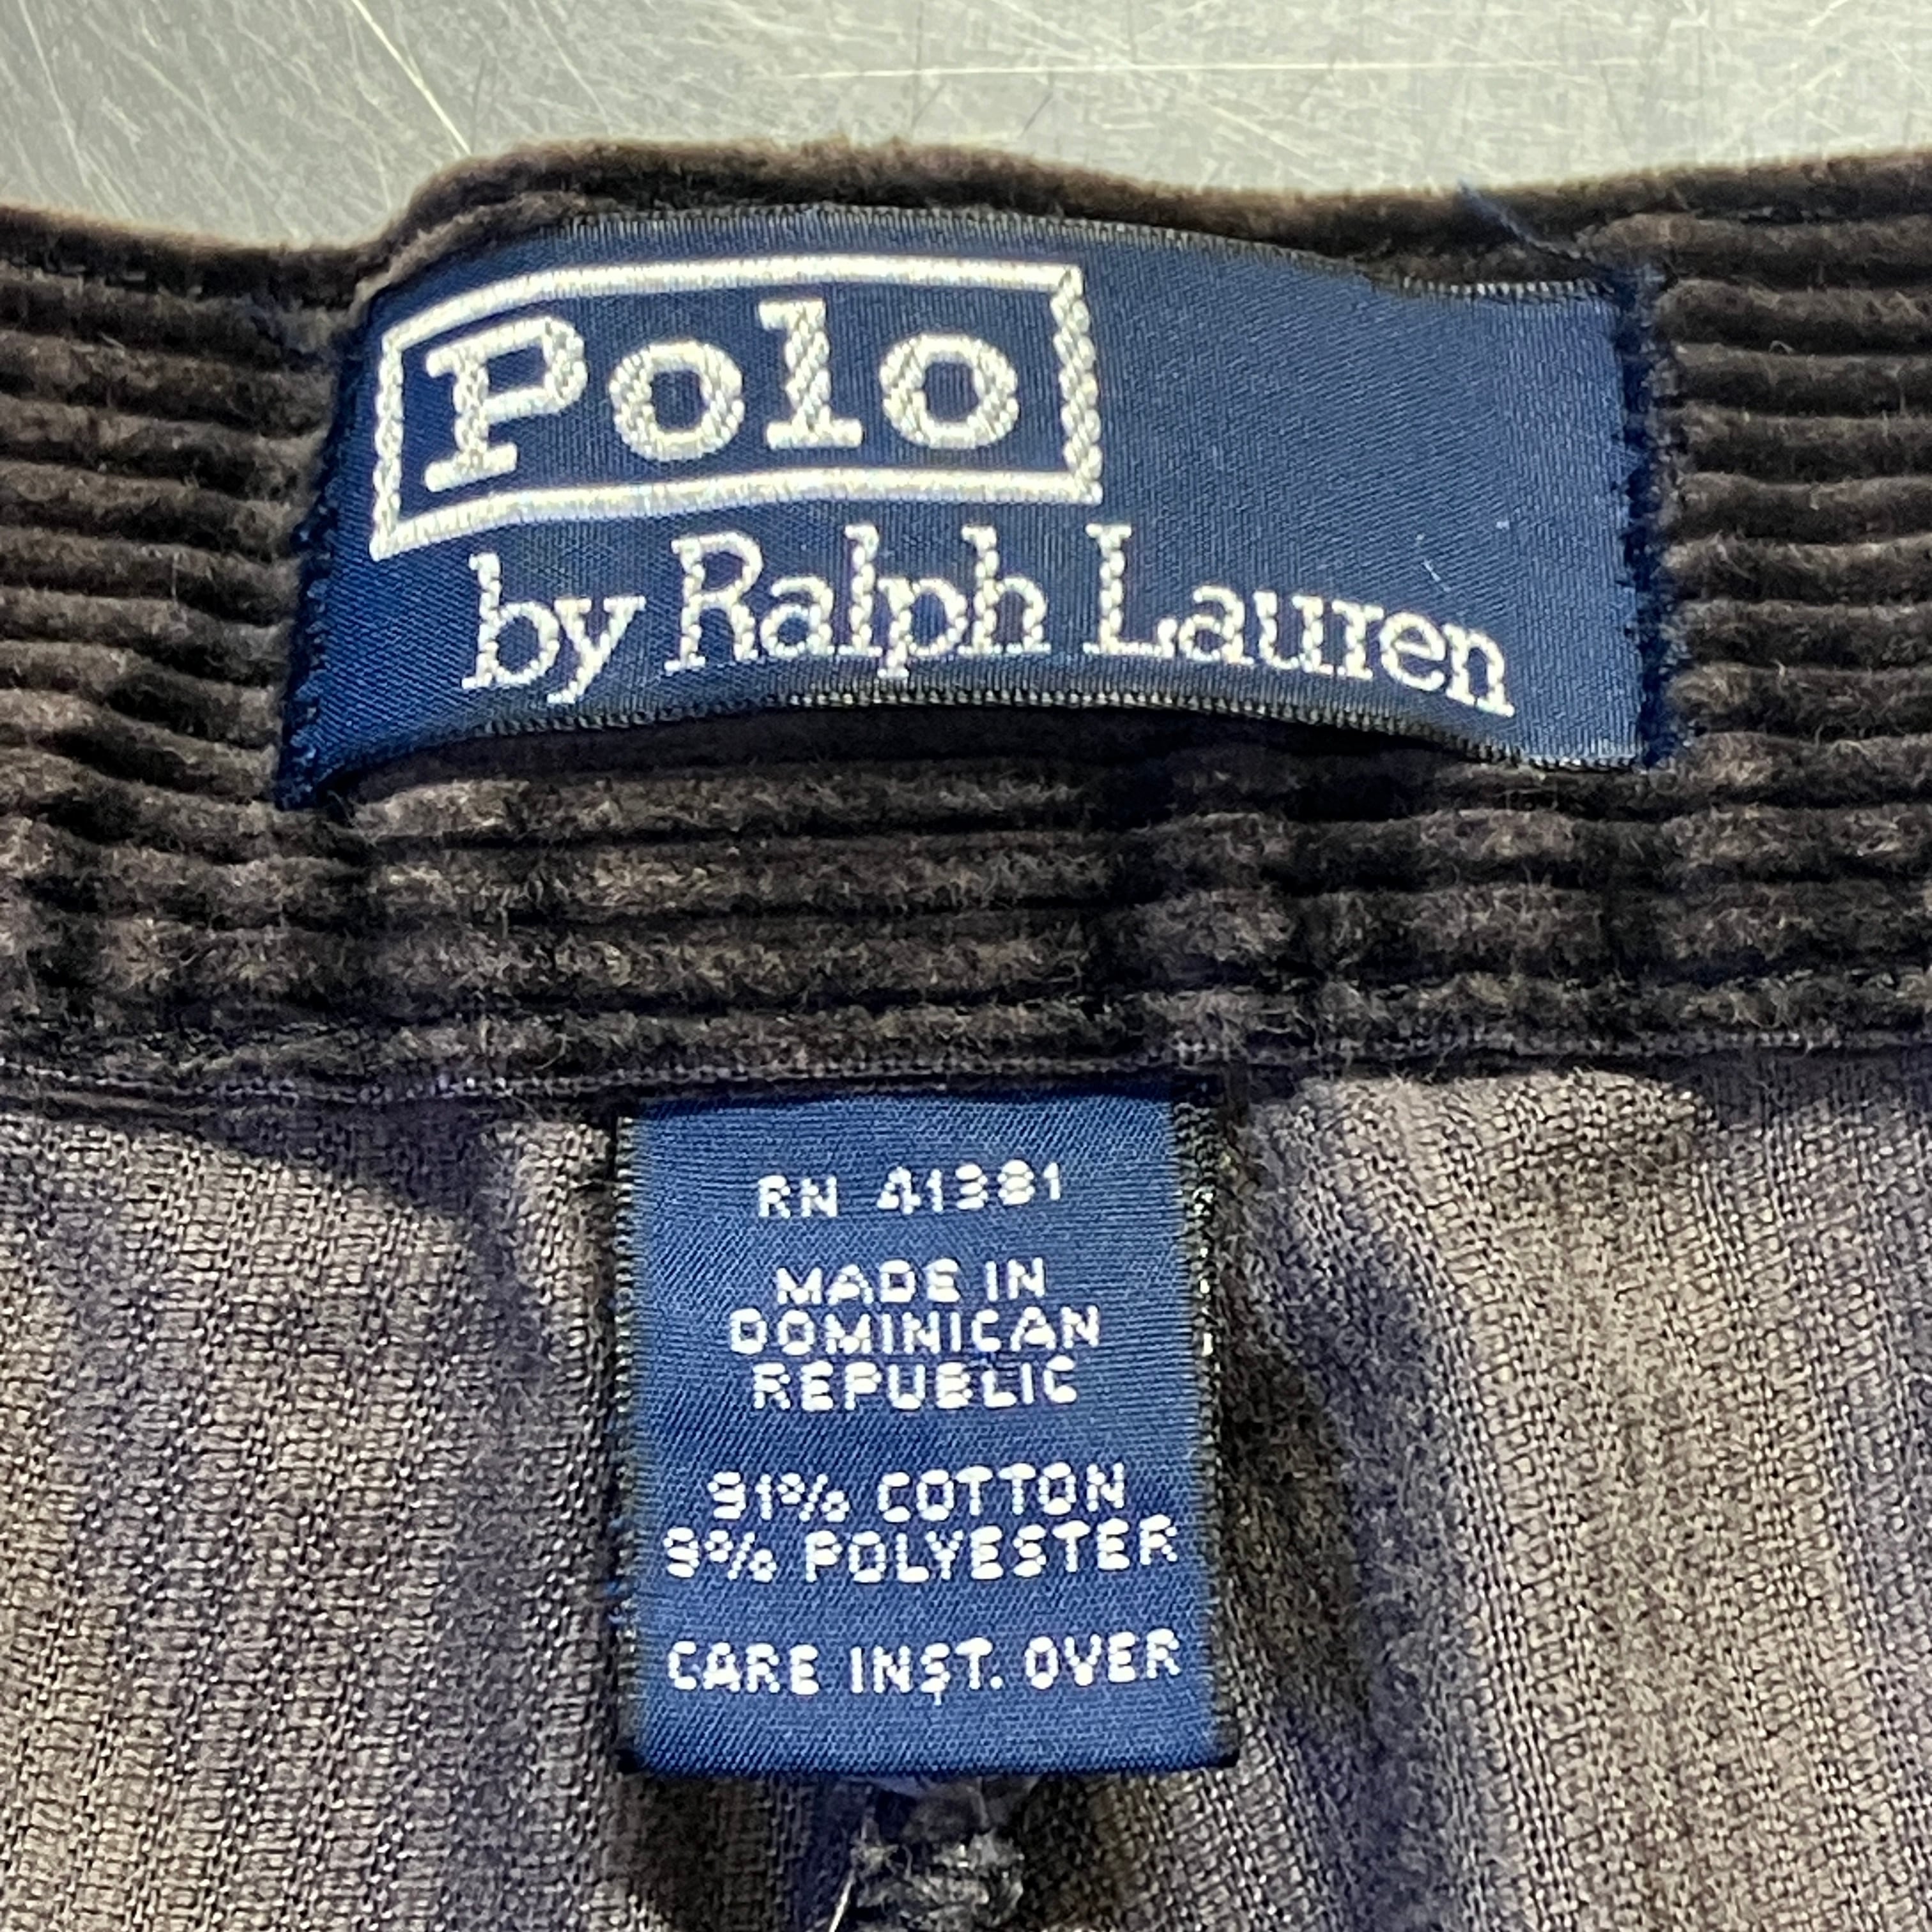 Polo
by Ralph Lauren
RN 41381
MADE IN
DOMINICAN
REPUBLIC
91% COTTON
9% POLYESTER
CARE INST. OVER